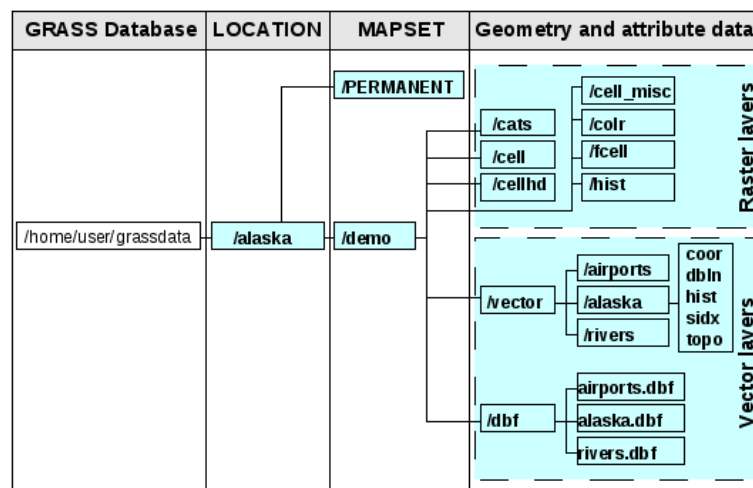 GRASS Database LOCATION MAPSET Geometry and attribute data
/PERMANENT
/cell_misc
/cats
/colr
/cell
/fcell
/cellhd
/hist
Raster layers
/home/user/grassdata
/alaska
/demo
/vector
/airports
/alaska
/rivers
coor
dbln
hist
sidx
topo
/dbf
airports.dbf
alaska.dbf
rivers.dbf
Vector layers